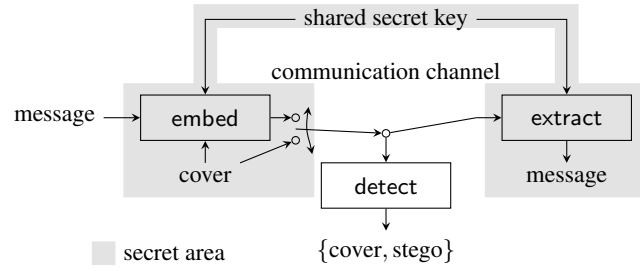 shared secret key
communication channel
message
embed
extract
cover
message
detect
{cover, stego}
secret area